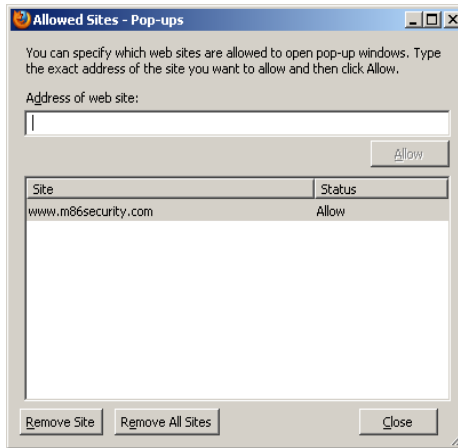 Allowed Sites - Pop-ups
You can specify which web sites are allowed to open pop-up windows. Type
the exact address of the site you want to allow and then click Allow.
Address of web site:
Allow
Site Status
www.m86security.com Allow
Remove Site Remove All Sites Close